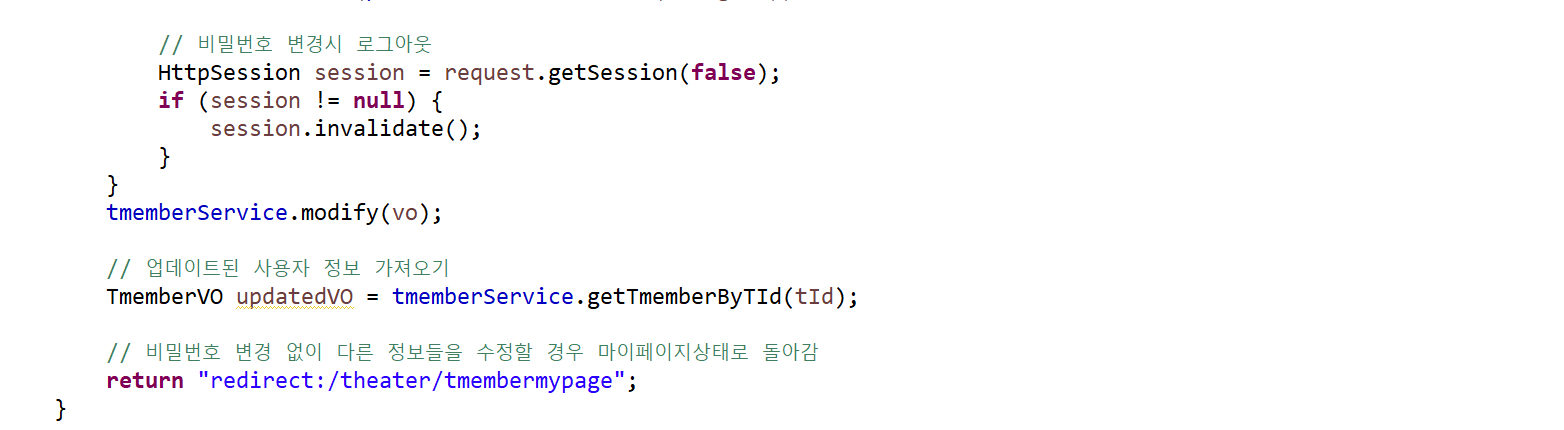 // 비밀번호 변경시 로그아웃
HttpSession session = request.getSession(false);
if (session != null) {
session.invalidate();
}
}
tmemberService.modify(vo);
// 업데이트된 사용자 정보 가져오기
TmemberVO updatedVO = tmemberService.getTmemberByTId(tId);
// 비밀번호 변경 없이 다른 정보들을 수정할 경우 마이페이지상태로 돌아감
return "redirect:/theater/tmembermypage";
}